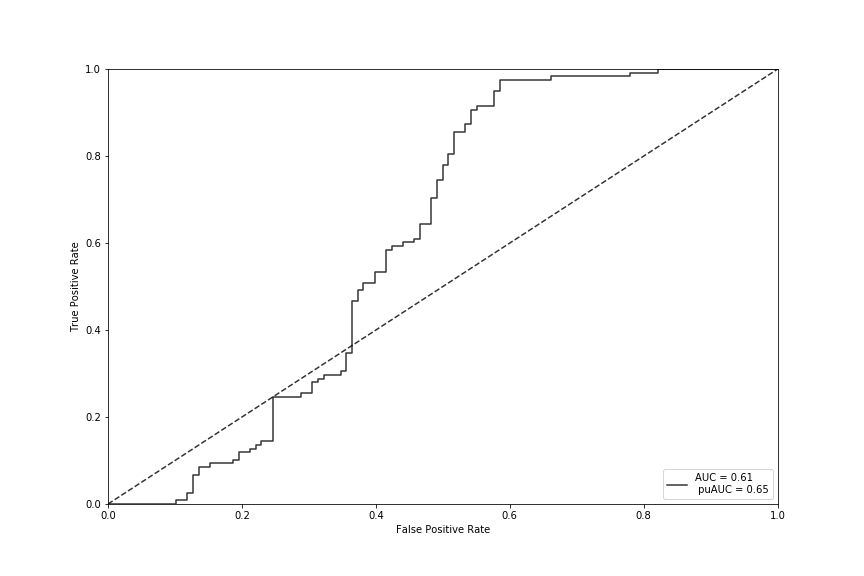 1.0
0.8
0.6
0.4
0.2
0.0
True Positive Rate
0.0 0.2 0.4 0.6 0.8 1.0
False Positive Rate
AUC = 0.61
puAUC = 0.65